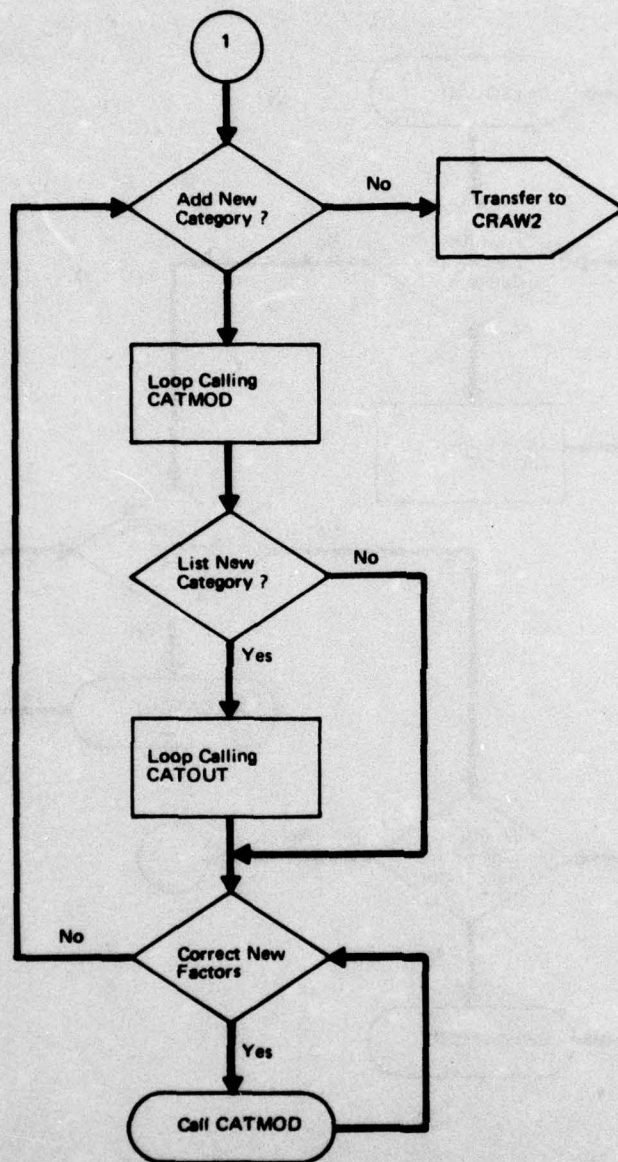 1
Add New
Category ?
No
Transfer to
CRAW2
Loop Calling
CATMOD
List New
Category ?
No
Yes
Loop Calling
CATOUT
No
Correct New
Factors
Yes
Call CATMOD